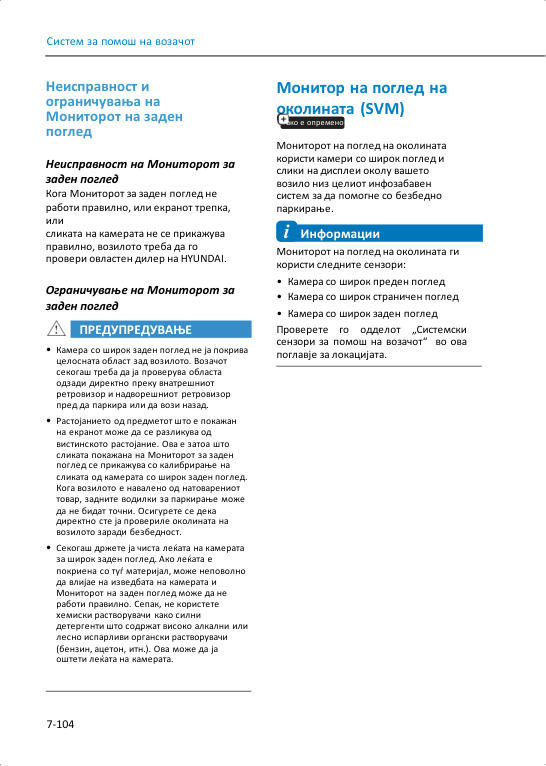 Систем за помош на возачот
Неисправност и
ограничувања на
Мониторот на заден
поглед
Неисправност на Мониторот за
заден поглед
Кога Мониторот за заден поглед не
работи правилно, или екранот трепка,
или
сликата на камерата не се прикажува
правилно, возилото треба да го
провери овластен дилер на HYUNDAI.
Ограничување на Мониторот за
заден поглед
ПРЕДУПРЕДУВАЊЕ
• Камера со широк заден поглед не ја покрива
целосната област зад возилото. Возачот
секогаш треба да ја проверува областа
одзади директно преку внатрешниот
ретровизор и надворешниот ретровизор
пред да паркира или да вози назад.
• Растојанието од предметот што е покажан
на екранот може да се разликува од
вистинското растојание. Ова е затоа што
сликата покажана на Мониторот за заден
поглед се прикажува со калибрирање на
сликата од камерата со широк заден поглед.
Кога возилото е навалено од натоварениот
товар, задните водилки за паркирање може
да не бидат точни. Осигурете се дека
директно сте ја провериле околината на
возилото заради безбедност.
• Секогаш држете ја чиста леќата на камерата
за широк заден поглед. Ако леќата е
покриена со туѓ материјал, може неповолно
да влијае на изведбата на камерата и
Мониторот на заден поглед може да не
работи правилно. Сепак, не користете
хемиски растворувачи како силни
детергенти што содржат високо алкални или
лесно испарливи органски растворувачи
(бензин, ацетон, итн.). Ова може да ја
оштети леќата на камерата.
Монитор на поглед на
околината (SVM)
ако е опремено
Мониторот на поглед на околината
користи камери со широк поглед и
слики на дисплеи околу вашето
возило низ целиот инфозабавен
систем за да помогне со безбедно
паркирање.
i Информации
Мониторот на поглед на околината ги
користи следните сензори:
• Камера со широк преден поглед
• Камера со широк страничен поглед
• Камера со широк заден поглед
Проверете го одделот „Системски
сензори за помош на возачот“ во ова
поглавје за локацијата.
7-104